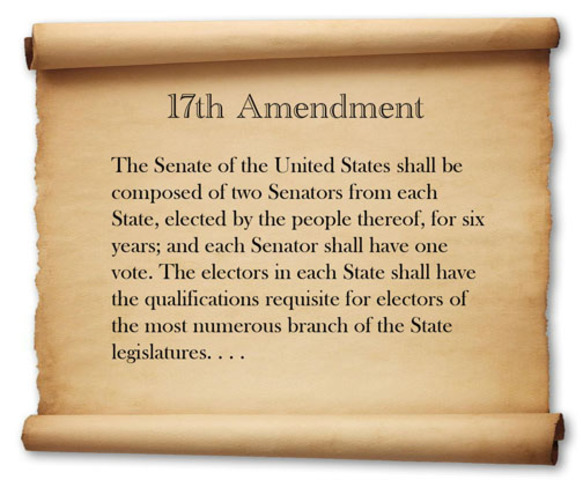 17th Amendment
The Senate of the United States shall be
composed of two Senators from each
State, elected by the people thereof, for six
years; and each Senator shall have one
vote. The electors in each State shall have
the qualifications requisite for electors of
the most numerous branch of the State
legislatures. . . .